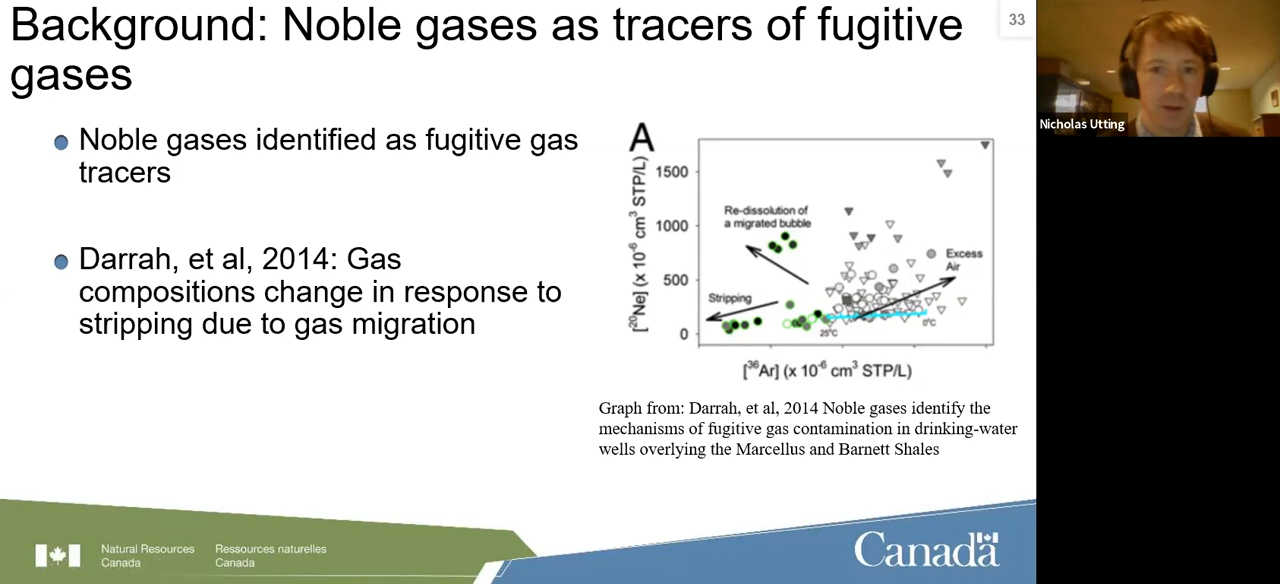 Background: Noble gases as tracers of fugitive
gases
33
Nicholas Utting
Noble gases identified as fugitive gas
tracers
Darrah, et al, 2014: Gas
compositions change in response to
stripping due to gas migration
A
[²⁰Ne] (x 10⁻⁶ cm³ STP/L)
1500
1000
500
0
Re-dissolution of
a migrated bubble
Excess
Air
Stripping
25°C
0°C
[³⁶Ar] (x 10⁻⁶ cm³ STP/L)
Graph from: Darrah, et al, 2014 Noble gases identify the
mechanisms of fugitive gas contamination in drinking-water
wells overlying the Marcellus and Barnett Shales
Natural Resources
Canada
Ressources naturelles
Canada
Canada